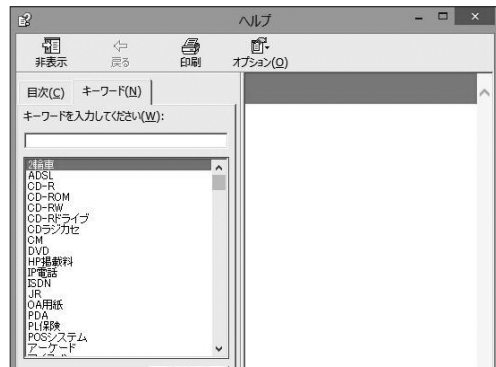 ヘルプ
非表示
戻る
印刷
オプション(O)
目次(C)
キーワード(N)
キーワードを入力してください(W):
2輪車
ADSL
CD-R
CD-ROM
CD-RW
CD-Rドライブ
CDラジカセ
CM
DVD
HP掲載料
IP電話
ISDN
JR
OA用紙
PDA
PL保険
POSシステム
アーケード